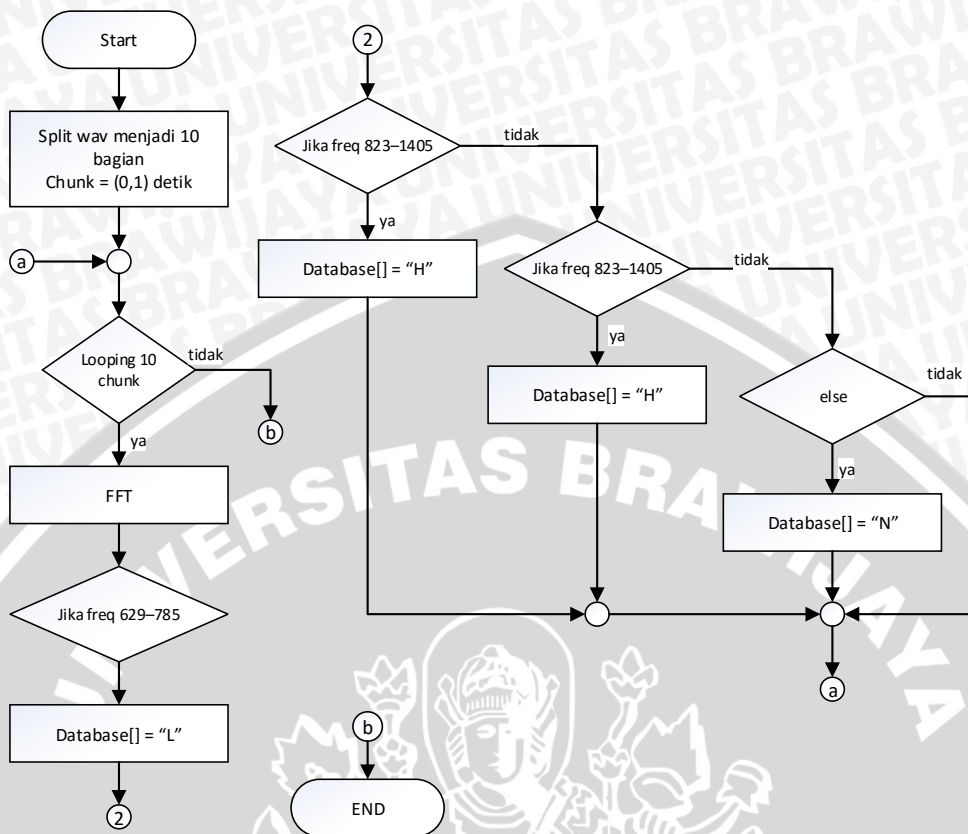 Start
Split wav menjadi 10
bagian
Chunk = (0,1) detik
a
Looping 10
chunk
tidak
b
ya
FFT
Jika freq 629–785
Database[] = “L”
2
2
Jika freq 823–1405
tidak
ya
Database[] = “H”
Jika freq 823–1405
tidak
ya
Database[] = “H”
else
tidak
ya
Database[] = “N”
a
b
END
UNIVERSITAS BRAWIJAYA